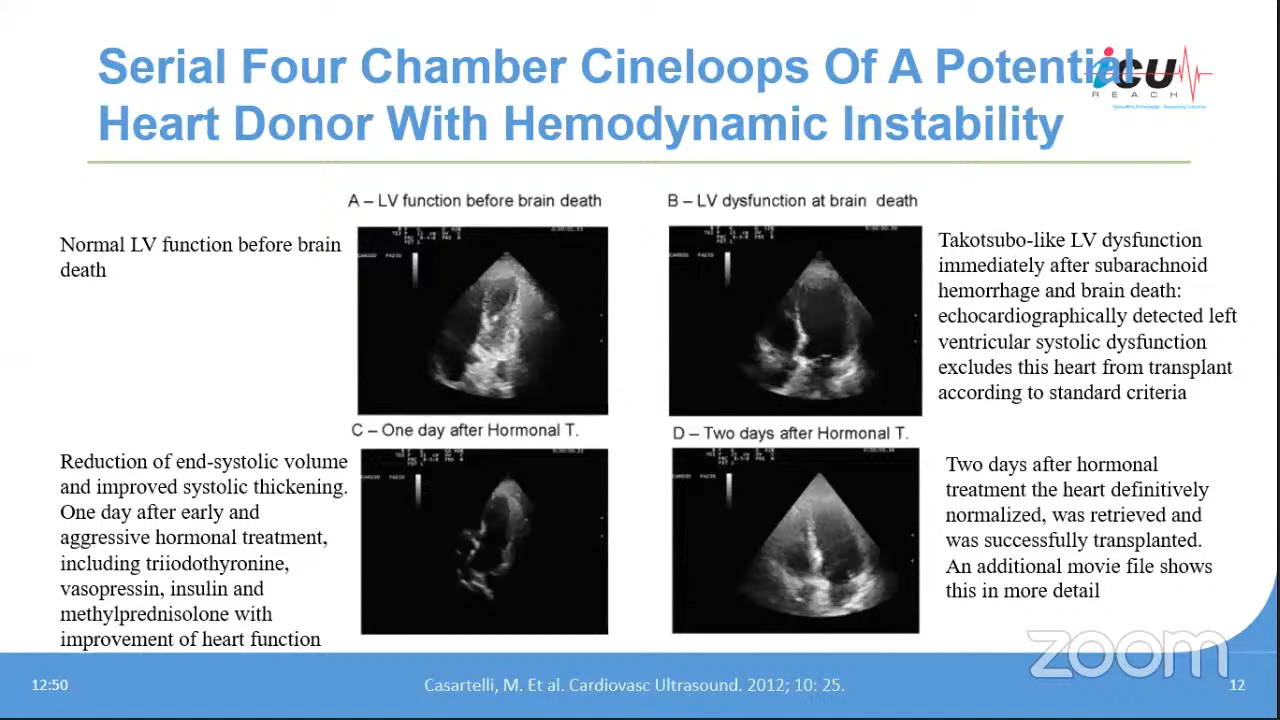 Serial Four Chamber Cineloops Of A Potential
Heart Donor With Hemodynamic Instability
iCU
REACH
A – LV function before brain death
B – LV dysfunction at brain death
Normal LV function before brain
death
Takotsubo-like LV dysfunction
immediately after subarachnoid
hemorrhage and brain death:
echocardiographically detected left
ventricular systolic dysfunction
excludes this heart from transplant
according to standard criteria
C – One day after Hormonal T.
D – Two days after Hormonal T.
Reduction of end-systolic volume
and improved systolic thickening.
One day after early and
aggressive hormonal treatment,
including triiodothyronine,
vasopressin, insulin and
methylprednisolone with
improvement of heart function
Two days after hormonal
treatment the heart definitively
normalized, was retrieved and
was successfully transplanted.
An additional movie file shows
this in more detail
zoom
12:50
Casartelli, M. Et al. Cardiovasc Ultrasound. 2012; 10: 25.
12